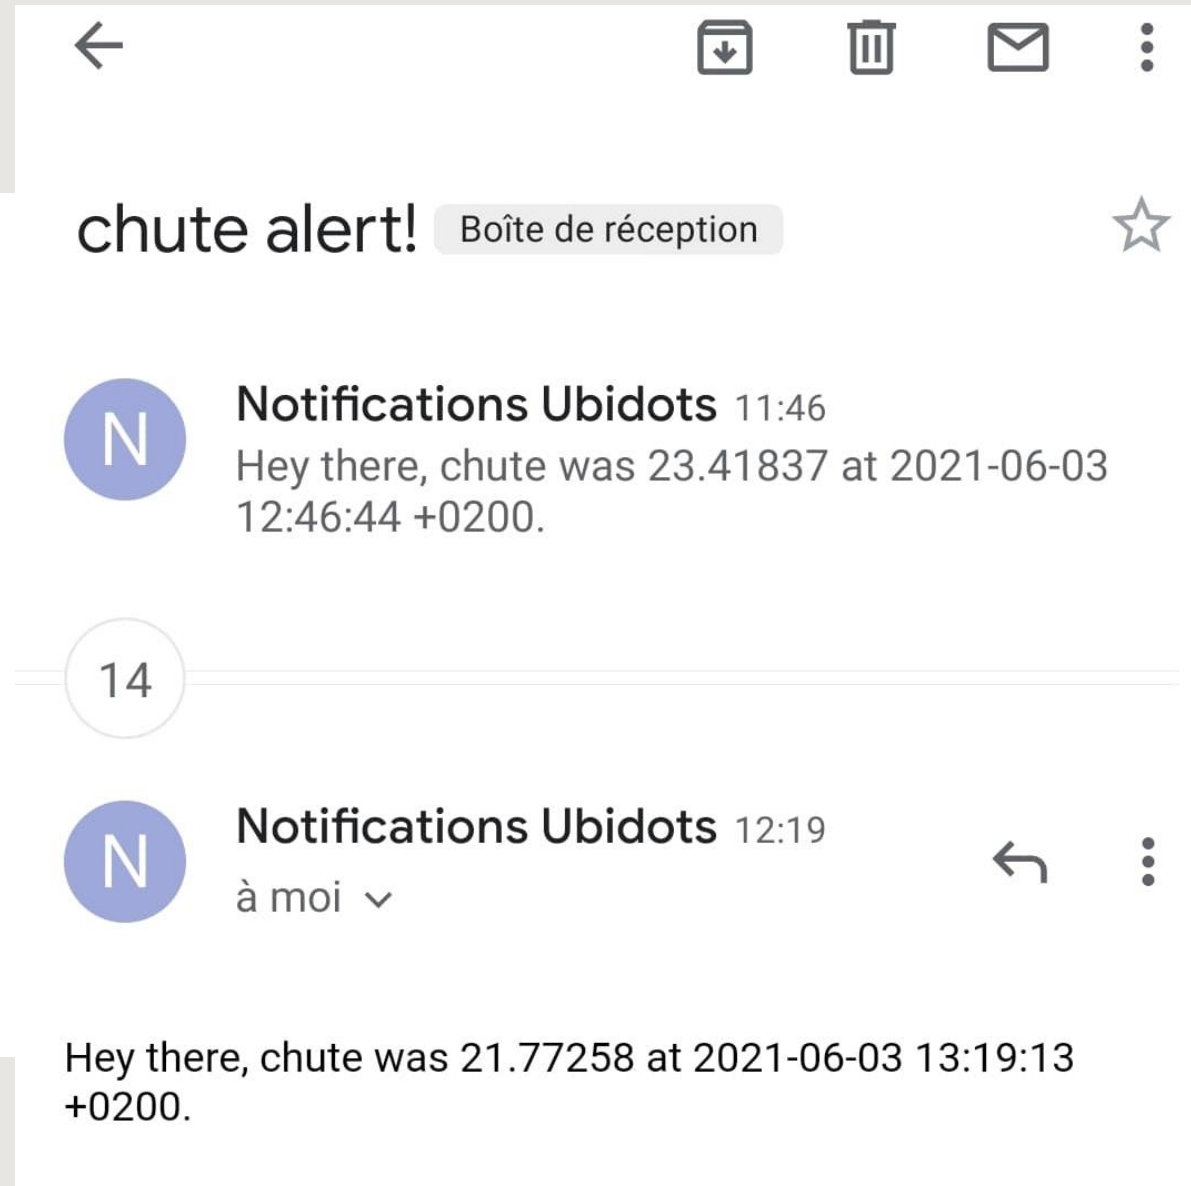 chute alert! Boîte de réception
N
Notifications Ubidots 11:46
Hey there, chute was 23.41837 at 2021-06-03
12:46:44 +0200.
14
N
Notifications Ubidots 12:19
à moi
Hey there, chute was 21.77258 at 2021-06-03 13:19:13
+0200.